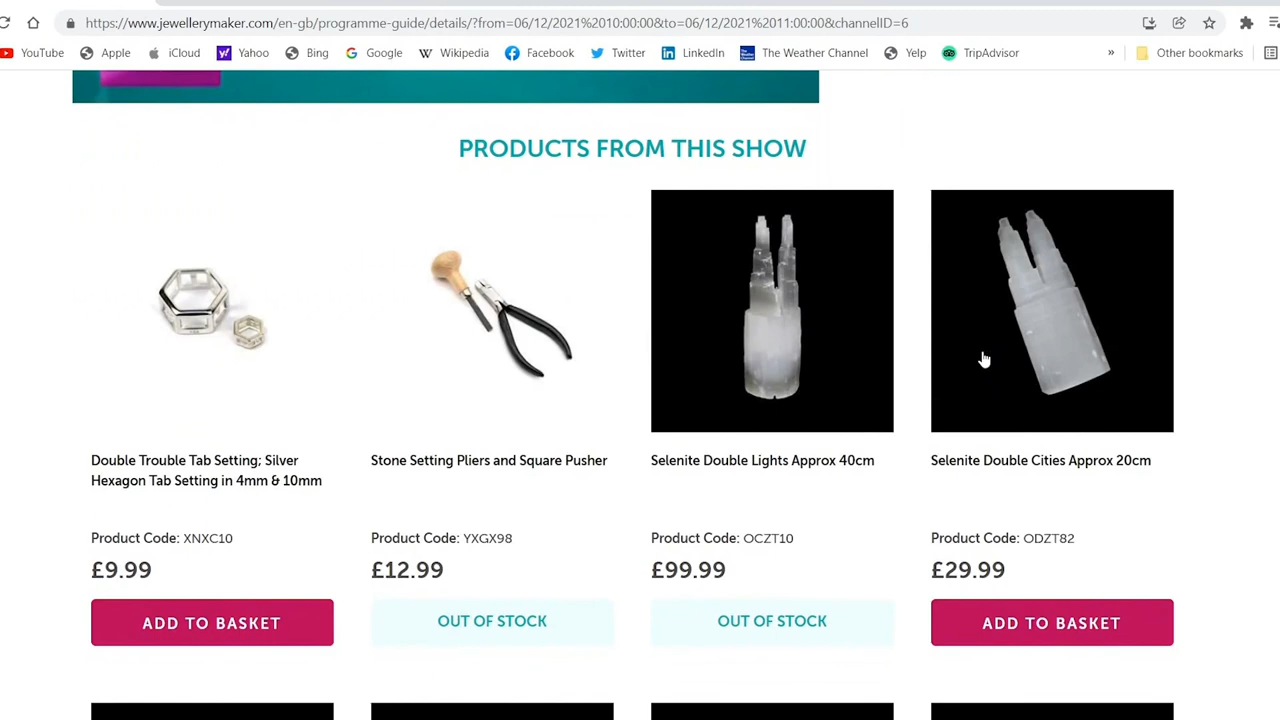 https://www.jewellerymaker.com/en-gb/programme-guide/details/?from=06/12/2021%2010:00:00&to=06/12/2021%2011:00:00&channelID=6
YouTube Apple iCloud Yahoo Bing Google Wikipedia Facebook Twitter LinkedIn The Weather Channel Yelp TripAdvisor » Other bookmarks
PRODUCTS FROM THIS SHOW
Double Trouble Tab Setting; Silver
Hexagon Tab Setting in 4mm & 10mm
Stone Setting Pliers and Square Pusher
Selenite Double Lights Approx 40cm
Selenite Double Cities Approx 20cm
Product Code: XNXC10
Product Code: YXGX98
Product Code: OCZT10
Product Code: ODZT82
£9.99
£12.99
£99.99
£29.99
ADD TO BASKET
OUT OF STOCK
OUT OF STOCK
ADD TO BASKET